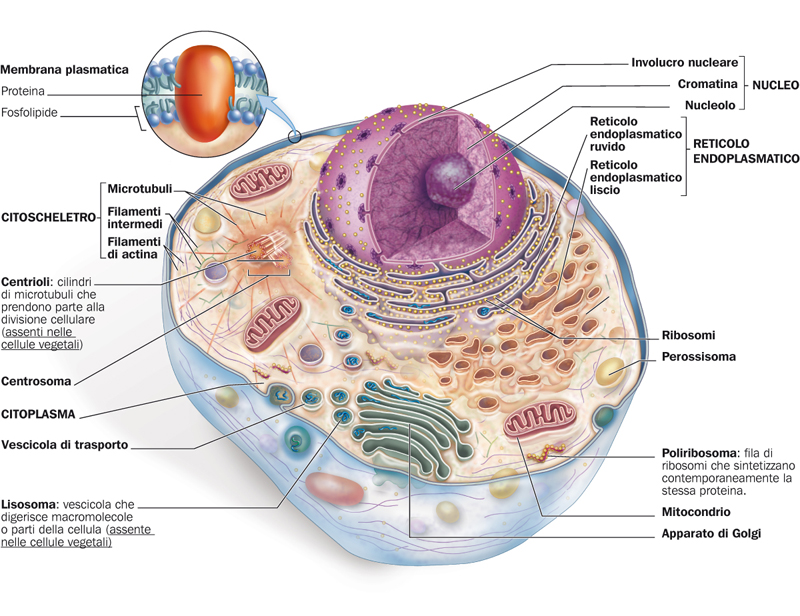 Membrana plasmatica
Proteina
Fosfolipide
Microtubuli
CITOSCHELETRO
Filamenti
intermedi
Filamenti
di actina
Centrioli: cilindri
di microtubuli che
prendono parte alla
divisione cellulare
(assenti nelle
cellule vegetali)
Centrosoma
CITOPLASMA
Vescicola di trasporto
Lisosoma: vescicola che
digerisce macromolecole
o parti della cellula (assente
nelle cellule vegetali)
Involucro nucleare
Cromatina
NUCLEO
Nucleolo
Reticolo
endoplasmatico
ruvido
RETICOLO
ENDOPLASMATICO
Reticolo
endoplasmatico
liscio
Ribosomi
Perossisoma
Poliribosoma: fila di
ribosomi che sintetizzano
contemporaneamente la
stessa proteina.
Mitocondrio
Apparato di Golgi